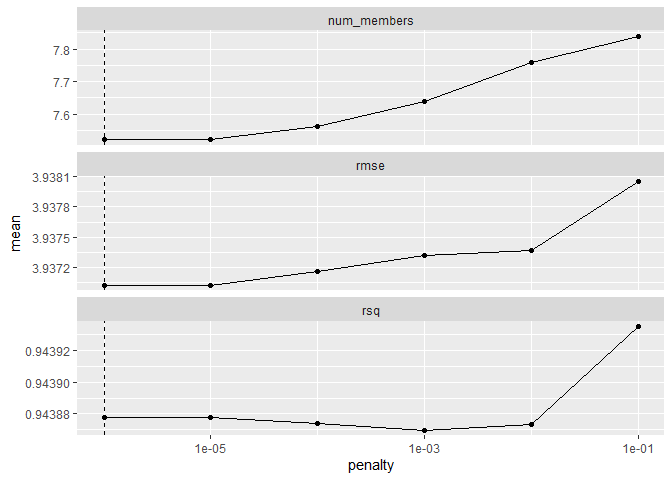 num_members
7.8
7.7
7.6
rmse
3.9381
3.9378
3.9375
3.9372
mean
rsq
0.94392
0.94390
0.94388
1e-05
1e-03
1e-01
penalty